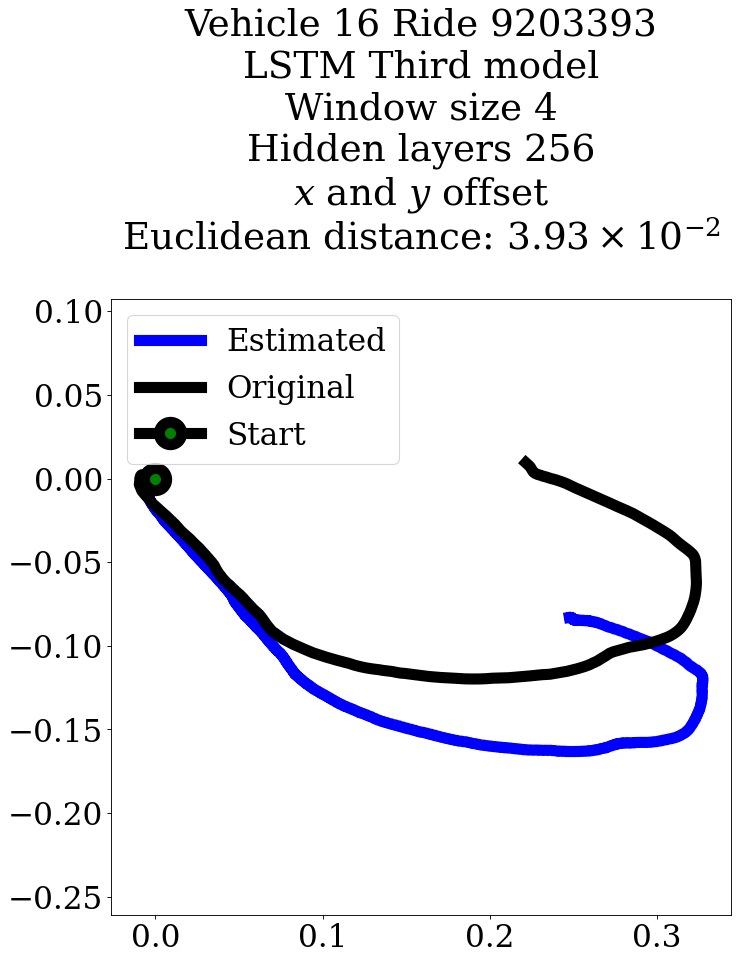 Vehicle 16 Ride 9203393
LSTM Third model
Window size 4
Hidden layers 256
x and y offset
Euclidean distance: 3.93 × 10⁻²
Estimated
Original
Start
0.10
0.05
0.00
−0.05
−0.10
−0.15
−0.20
−0.25
0.0 0.1 0.2 0.3